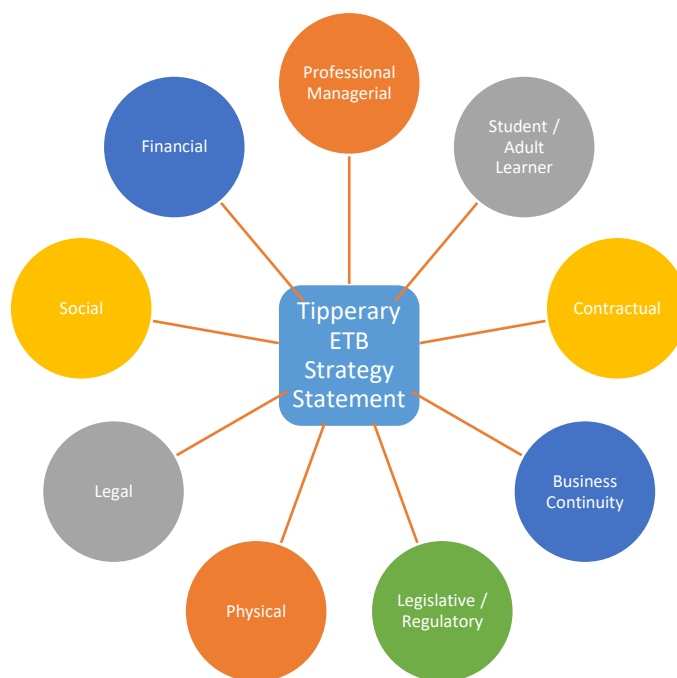 Professional
Managerial
Student /
Adult
Learner
Financial
Social
Tipperary
ETB
Strategy
Statement
Contractual
Legal
Business
Continuity
Physical
Legislative /
Regulatory